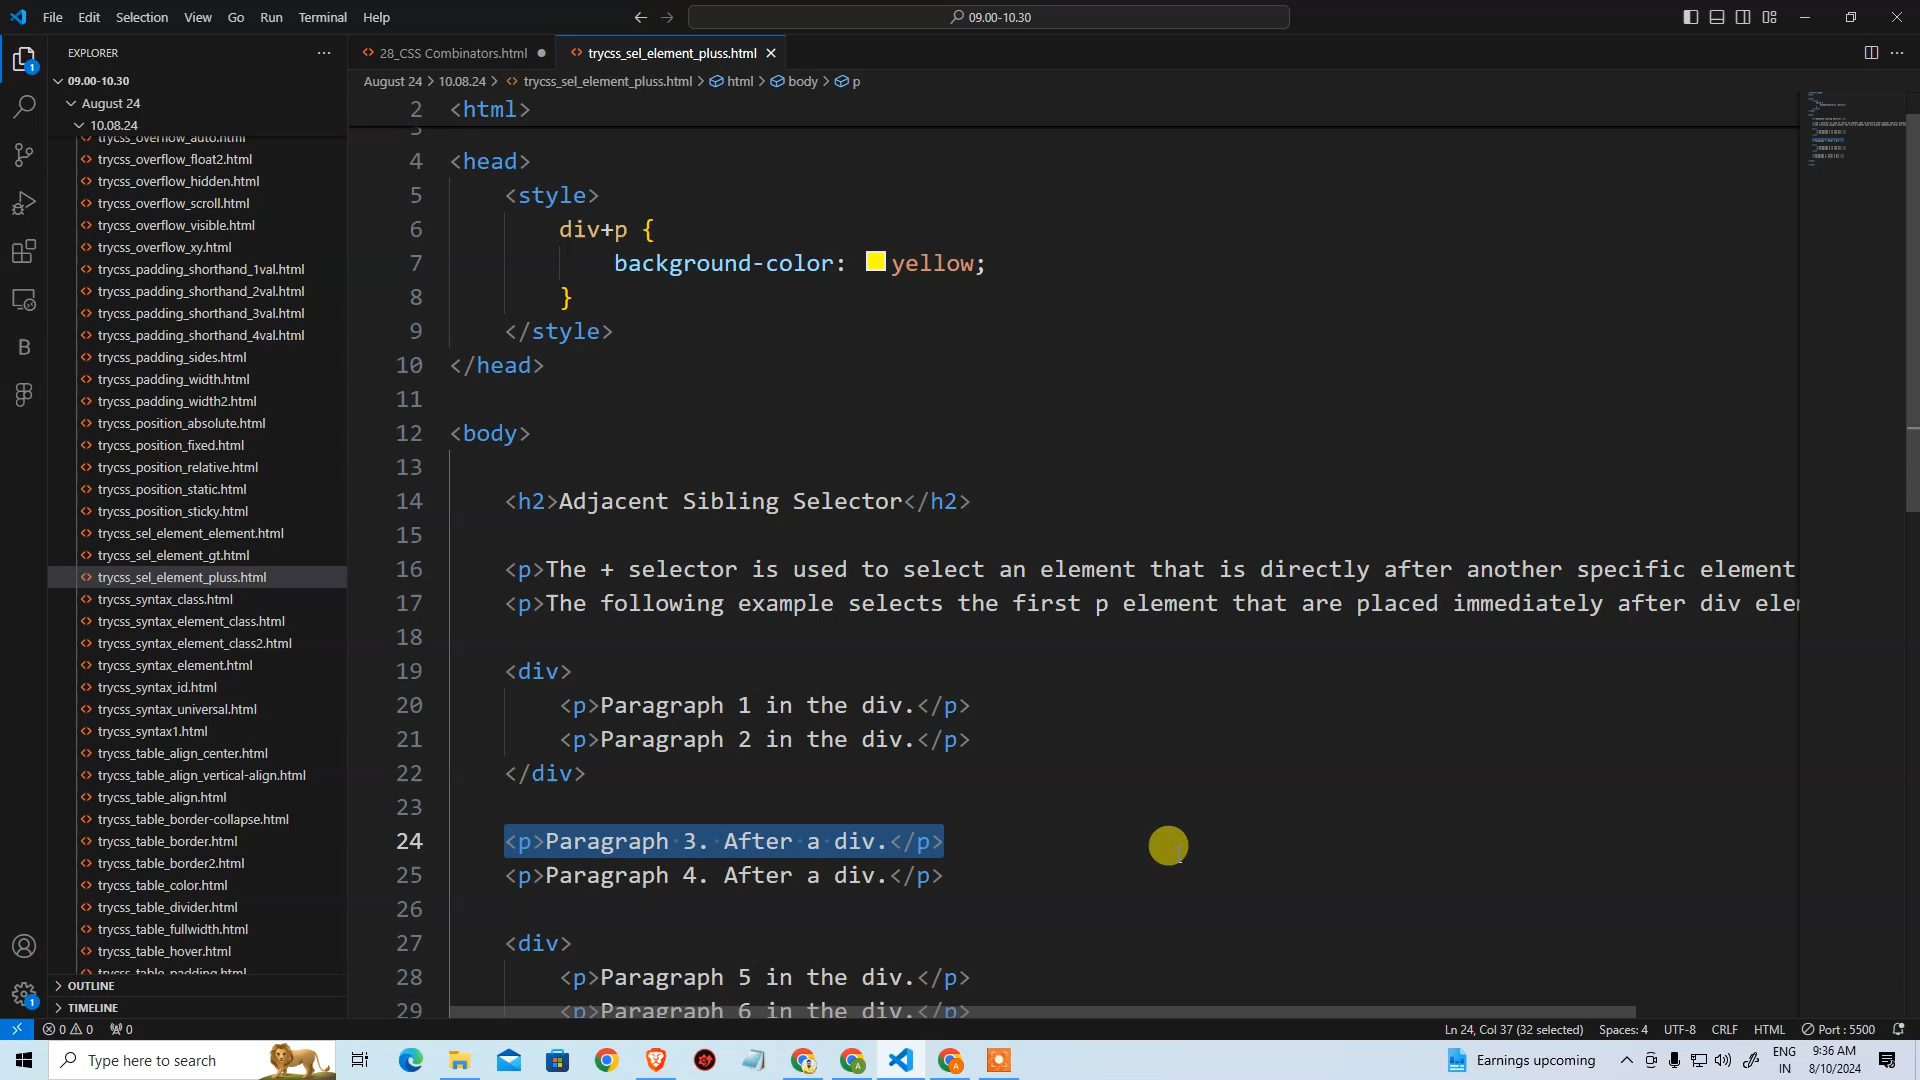 File Edit Selection View Go Run Terminal Help
09.00-10.30
EXPLORER
28_CSS Combinators.html
trycss_sel_element_pluss.html
August 24 > 10.08.24 > trycss_sel_element_pluss.html > html > body > p
09.00-10.30
August 24
10.08.24
trycss_overflow_auto.html
trycss_overflow_float2.html
trycss_overflow_hidden.html
trycss_overflow_scroll.html
trycss_overflow_visible.html
trycss_overflow_xy.html
trycss_padding_shorthand_1val.html
trycss_padding_shorthand_2val.html
trycss_padding_shorthand_3val.html
trycss_padding_shorthand_4val.html
trycss_padding_sides.html
trycss_padding_width.html
trycss_padding_width2.html
trycss_position_absolute.html
trycss_position_fixed.html
trycss_position_relative.html
trycss_position_static.html
trycss_position_sticky.html
trycss_sel_element_element.html
trycss_sel_element_gt.html
trycss_sel_element_pluss.html
trycss_syntax_class.html
trycss_syntax_element_class.html
trycss_syntax_element_class2.html
trycss_syntax_element.html
trycss_syntax_id.html
trycss_syntax_universal.html
trycss_syntax1.html
trycss_table_align_center.html
trycss_table_align_vertical-align.html
trycss_table_align.html
trycss_table_border-collapse.html
trycss_table_border.html
trycss_table_border2.html
trycss_table_color.html
trycss_table_divider.html
trycss_table_fullwidth.html
trycss_table_hover.html
trycss_table_padding.html
OUTLINE
TIMELINE
2 <html>
3
4 <head>
5 <style>
6 div+p {
7 background-color: yellow;
8 }
9 </style>
10 </head>
11
12 <body>
13
14 <h2>Adjacent Sibling Selector</h2>
15
16 <p>The + selector is used to select an element that is directly after another specific element
17 <p>The following example selects the first p element that are placed immediately after div elem
18
19 <div>
20 <p>Paragraph 1 in the div.</p>
21 <p>Paragraph 2 in the div.</p>
22 </div>
23
24 <p>Paragraph 3. After a div.</p>
25 <p>Paragraph 4. After a div.</p>
26
27 <div>
28 <p>Paragraph 5 in the div.</p>
29 <p>Paragraph 6 in the div.</p>
0 0 0
Ln 24, Col 37 (32 selected) Spaces: 4 UTF-8 CRLF HTML Port : 5500
Type here to search
Earnings upcoming
ENG
IN
9:36 AM
8/10/2024